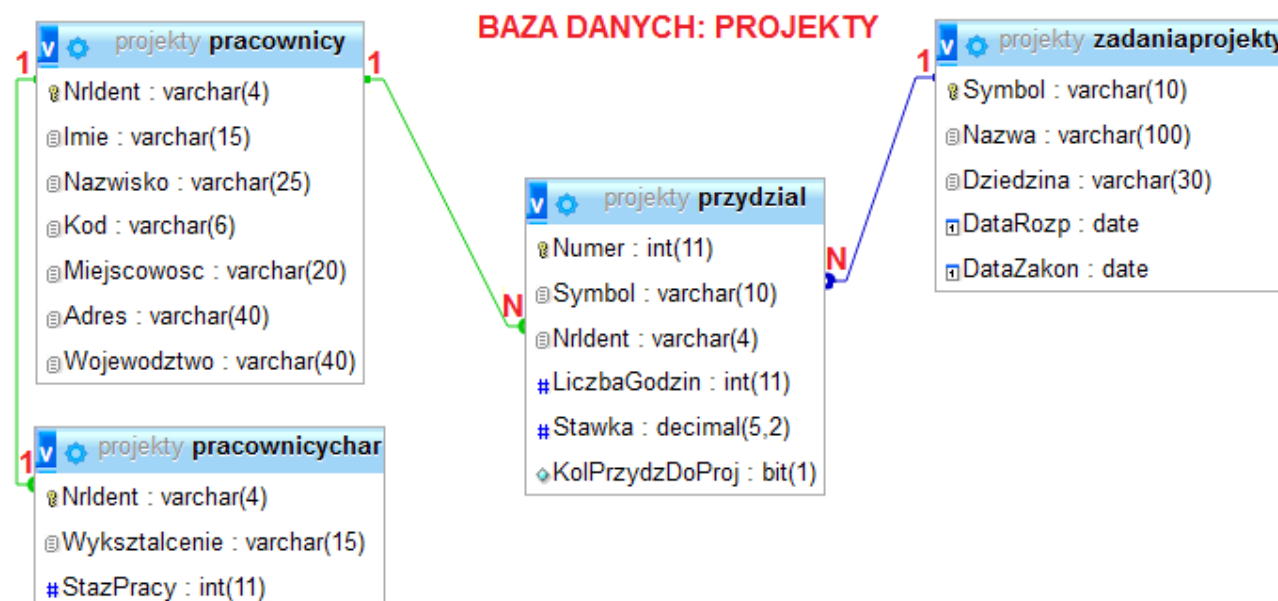 BAZA DANYCH: PROJEKTY
v projekty pracownicy
1
1
NrIdent : varchar(4)
Imie : varchar(15)
Nazwisko : varchar(25)
Kod : varchar(6)
Miejscowosc : varchar(20)
Adres : varchar(40)
Wojewodztwo : varchar(40)
v projekty pracownicychar
1
NrIdent : varchar(4)
Wyksztalcenie : varchar(15)
# StazPracy : int(11)
v projekty przydzial
N
N
Numer : int(11)
Symbol : varchar(10)
NrIdent : varchar(4)
# LiczbaGodzin : int(11)
# Stawka : decimal(5,2)
KolPrzydzDoProj : bit(1)
v projekty zadaniaprojekty
1
Symbol : varchar(10)
Nazwa : varchar(100)
Dziedzina : varchar(30)
DataRozp : date
DataZakon : date